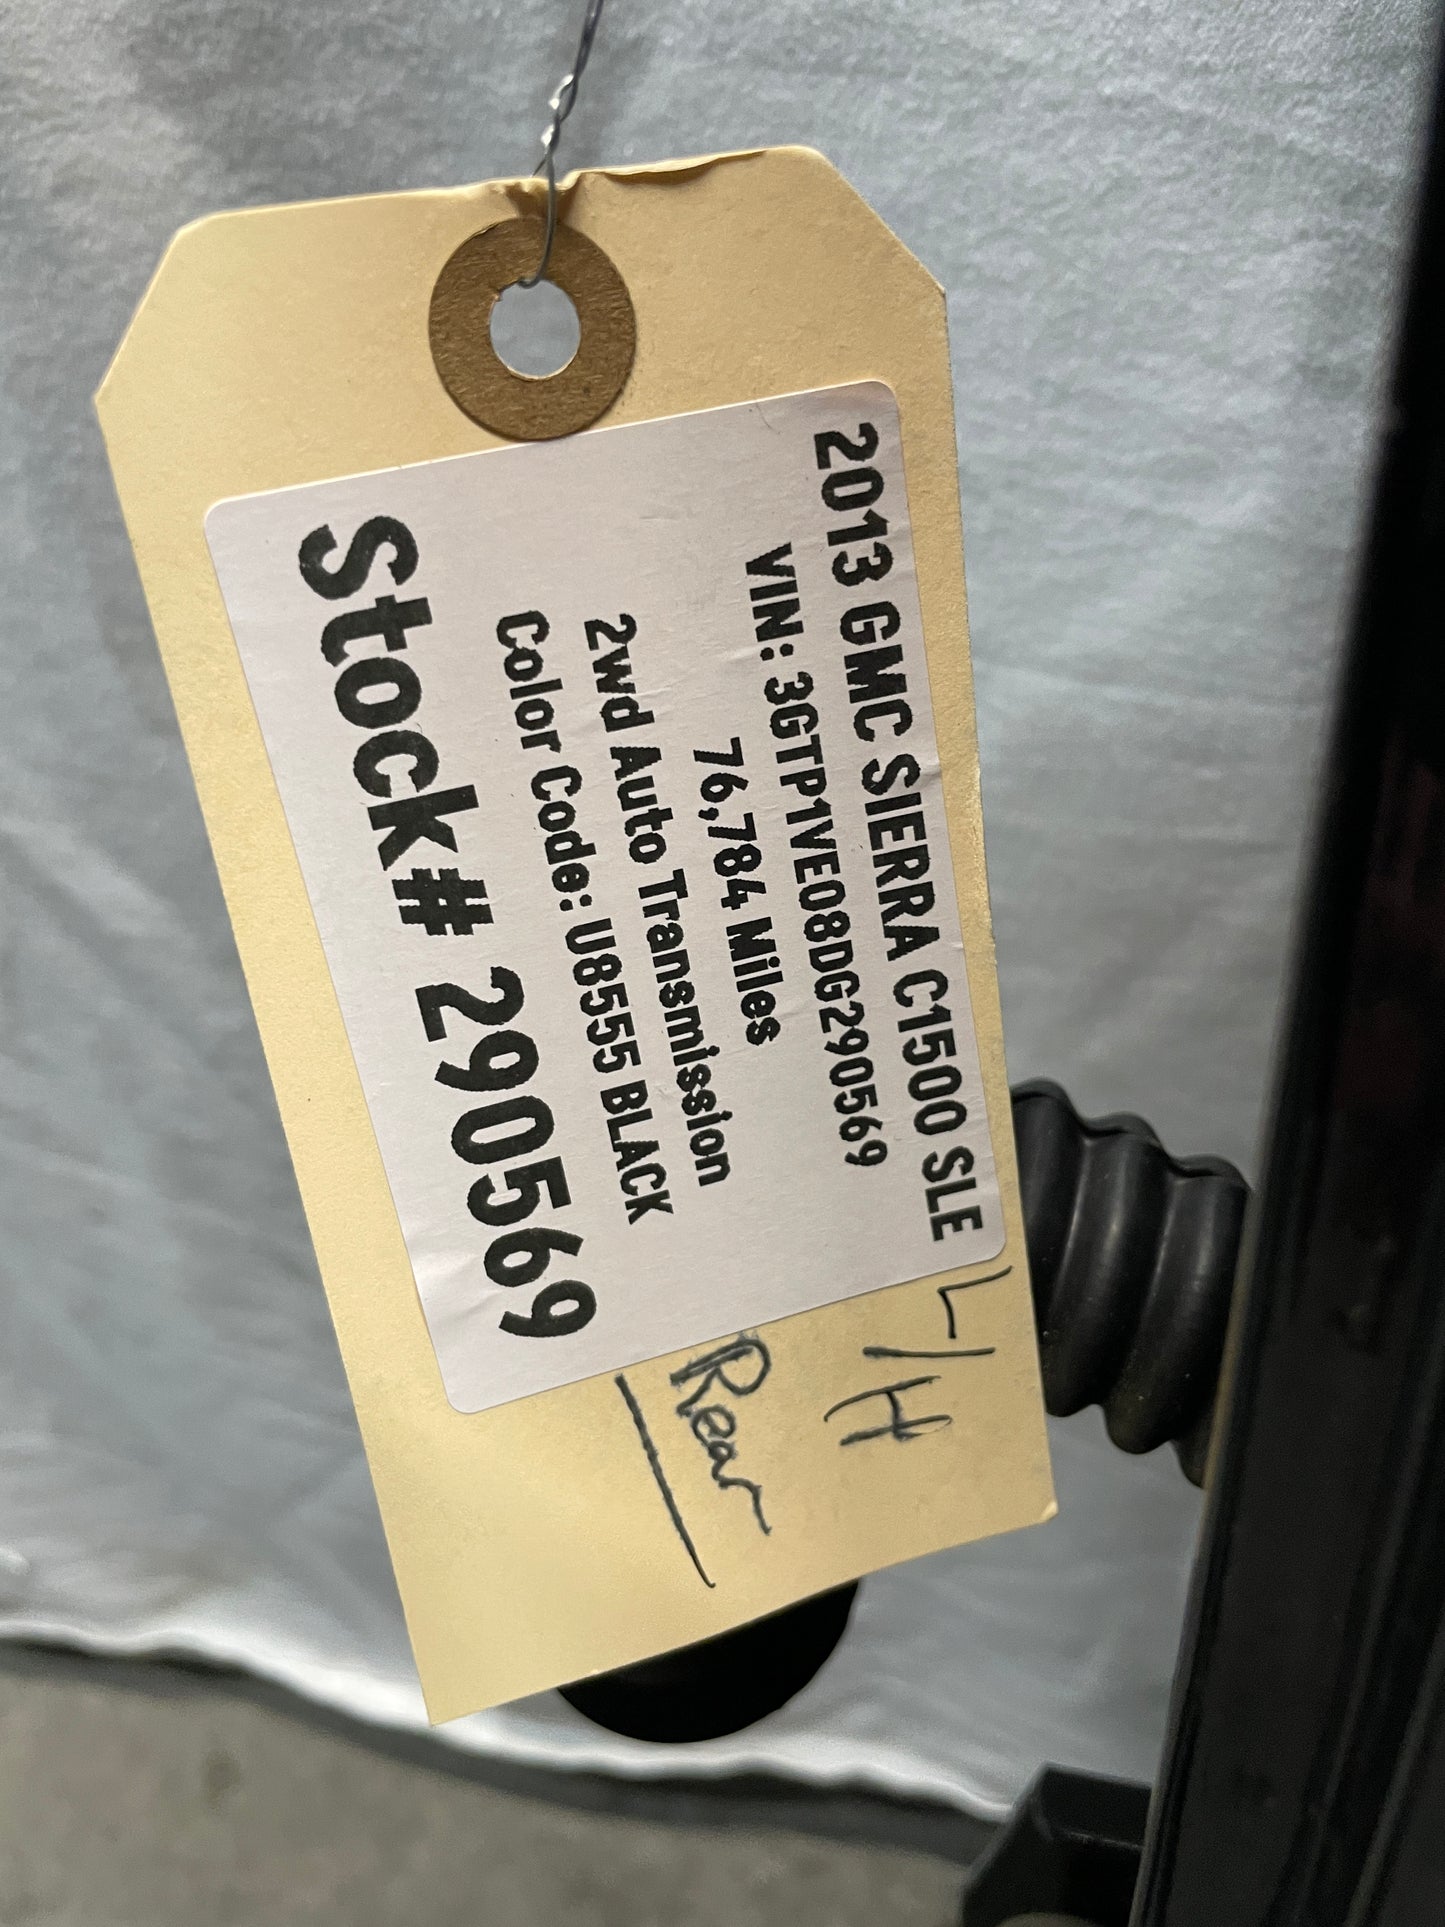 2013 GMC SIERRA C1500 SLE
VIN: 3GTP1VE08DG290569
76,784 Miles
2wd Auto Transmission
Color Code: U8555 BLACK
Stock# 290569
L/H
Rear